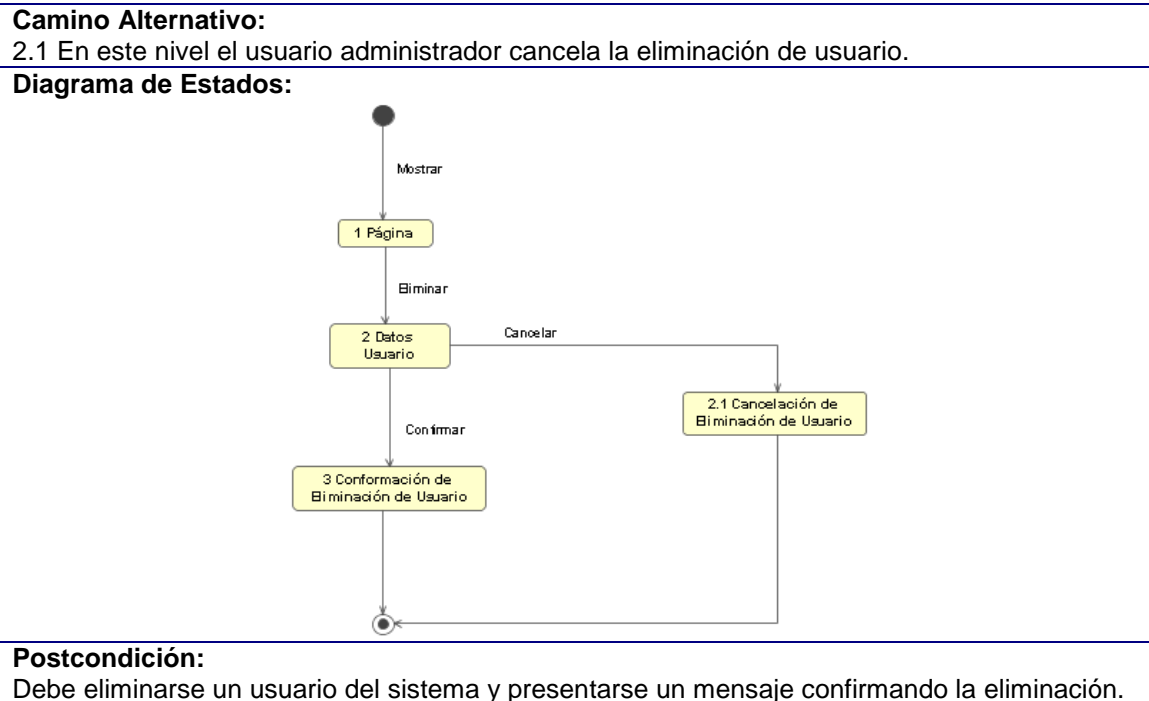 Camino Alternativo:
2.1 En este nivel el usuario administrador cancela la eliminación de usuario.
Diagrama de Estados:
Mostrar
1 Página
Eliminar
2 Datos
Usuario
Cancelar
2.1 Cancelación de
Eliminación de Usuario
Confirmar
3 Conformación de
Eliminación de Usuario
Postcondición:
Debe eliminarse un usuario del sistema y presentarse un mensaje confirmando la eliminación.